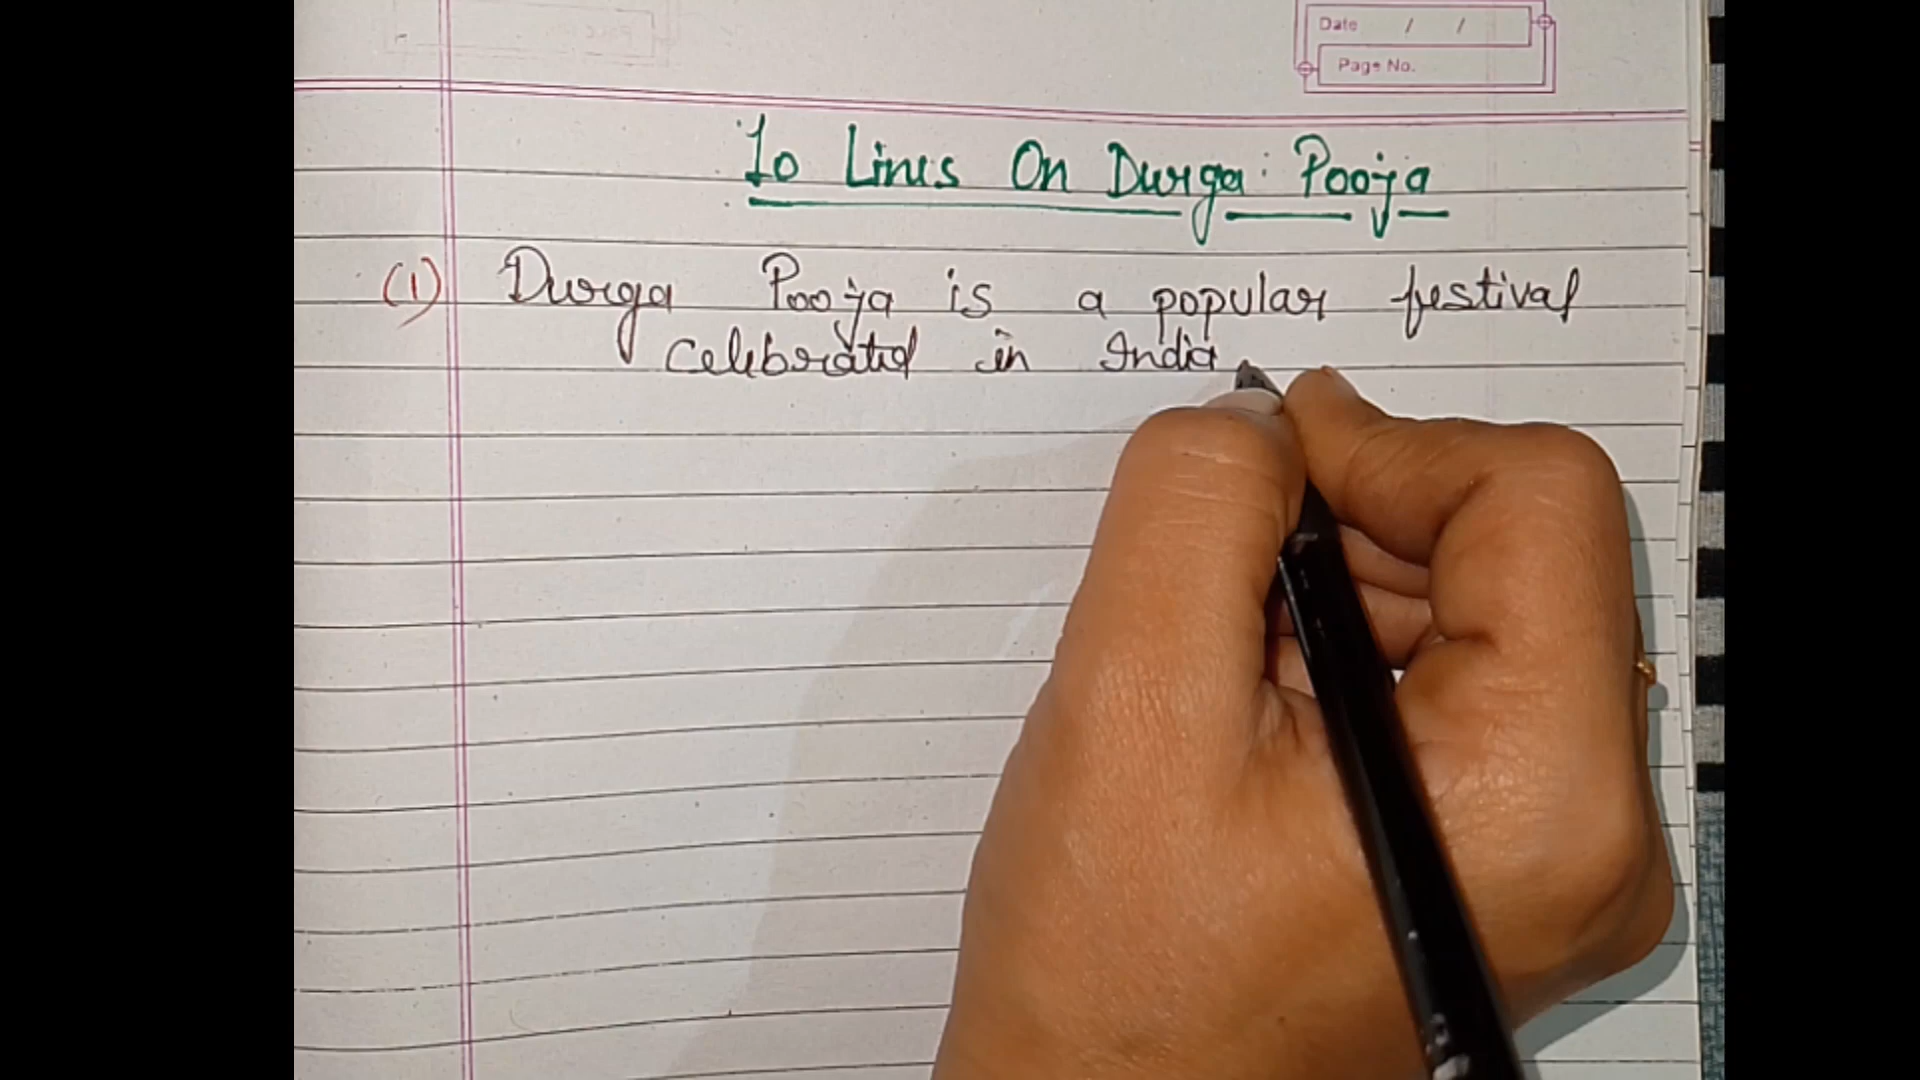 Date / /
Page No.
10 Lines On Durga Pooja
(1) Durga Pooja is a popular festival
celebrated in India